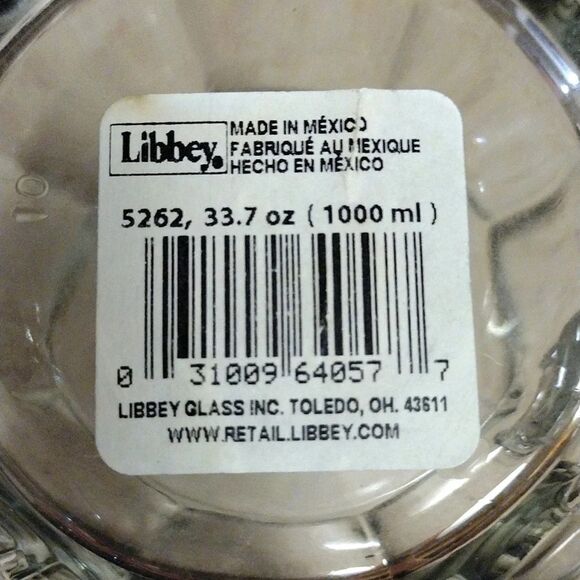 Libbey.
MADE IN MÉXICO
FABRIQUÉ AU MEXIQUE
HECHO EN MÉXICO
5262, 33.7 oz (1000 ml)
0 31009 64057 7
LIBBEY GLASS INC. TOLEDO, OH. 43611
WWW.RETAIL.LIBBEY.COM
10